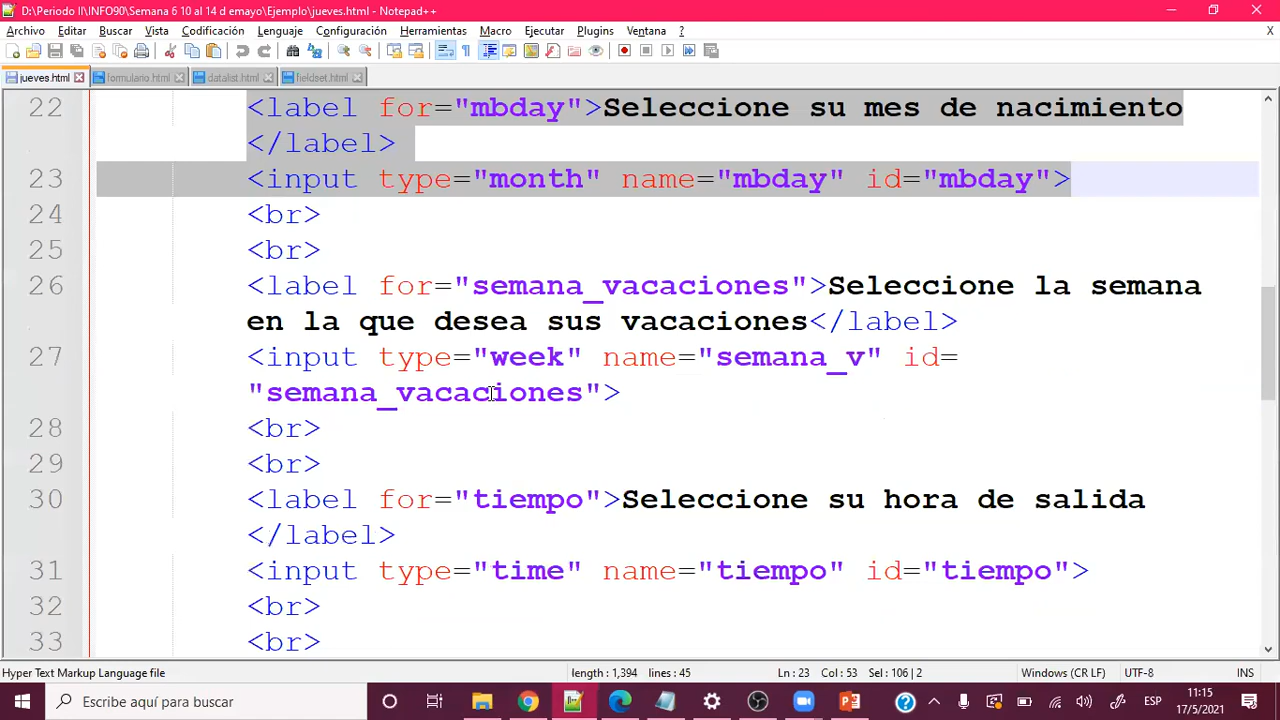 D:\Periodo II\INFO90\Semana 6 10 al 14 d emayo\Ejemplo\jueves.html - Notepad++
Archivo Editar Buscar Vista Codificación Lenguaje Configuración Herramientas Macro Ejecutar Plugins Ventana ? X
jueves.html formulario.html datalist.html fieldset.html
22 <label for="mbday">Seleccione su mes de nacimiento
</label>
23 <input type="month" name="mbday" id="mbday">
24 <br>
25 <br>
26 <label for="semana_vacaciones">Seleccione la semana
en la que desea sus vacaciones</label>
27 <input type="week" name="semana_v" id=
"semana_vacaciones">
28 <br>
29 <br>
30 <label for="tiempo">Seleccione su hora de salida
</label>
31 <input type="time" name="tiempo" id="tiempo">
32 <br>
33 <br>
Hyper Text Markup Language file length : 1,394 lines : 45 Ln : 23 Col : 53 Sel : 106 | 2 Windows (CR LF) UTF-8 INS
Escribe aquí para buscar ESP 11:15
17/5/2021